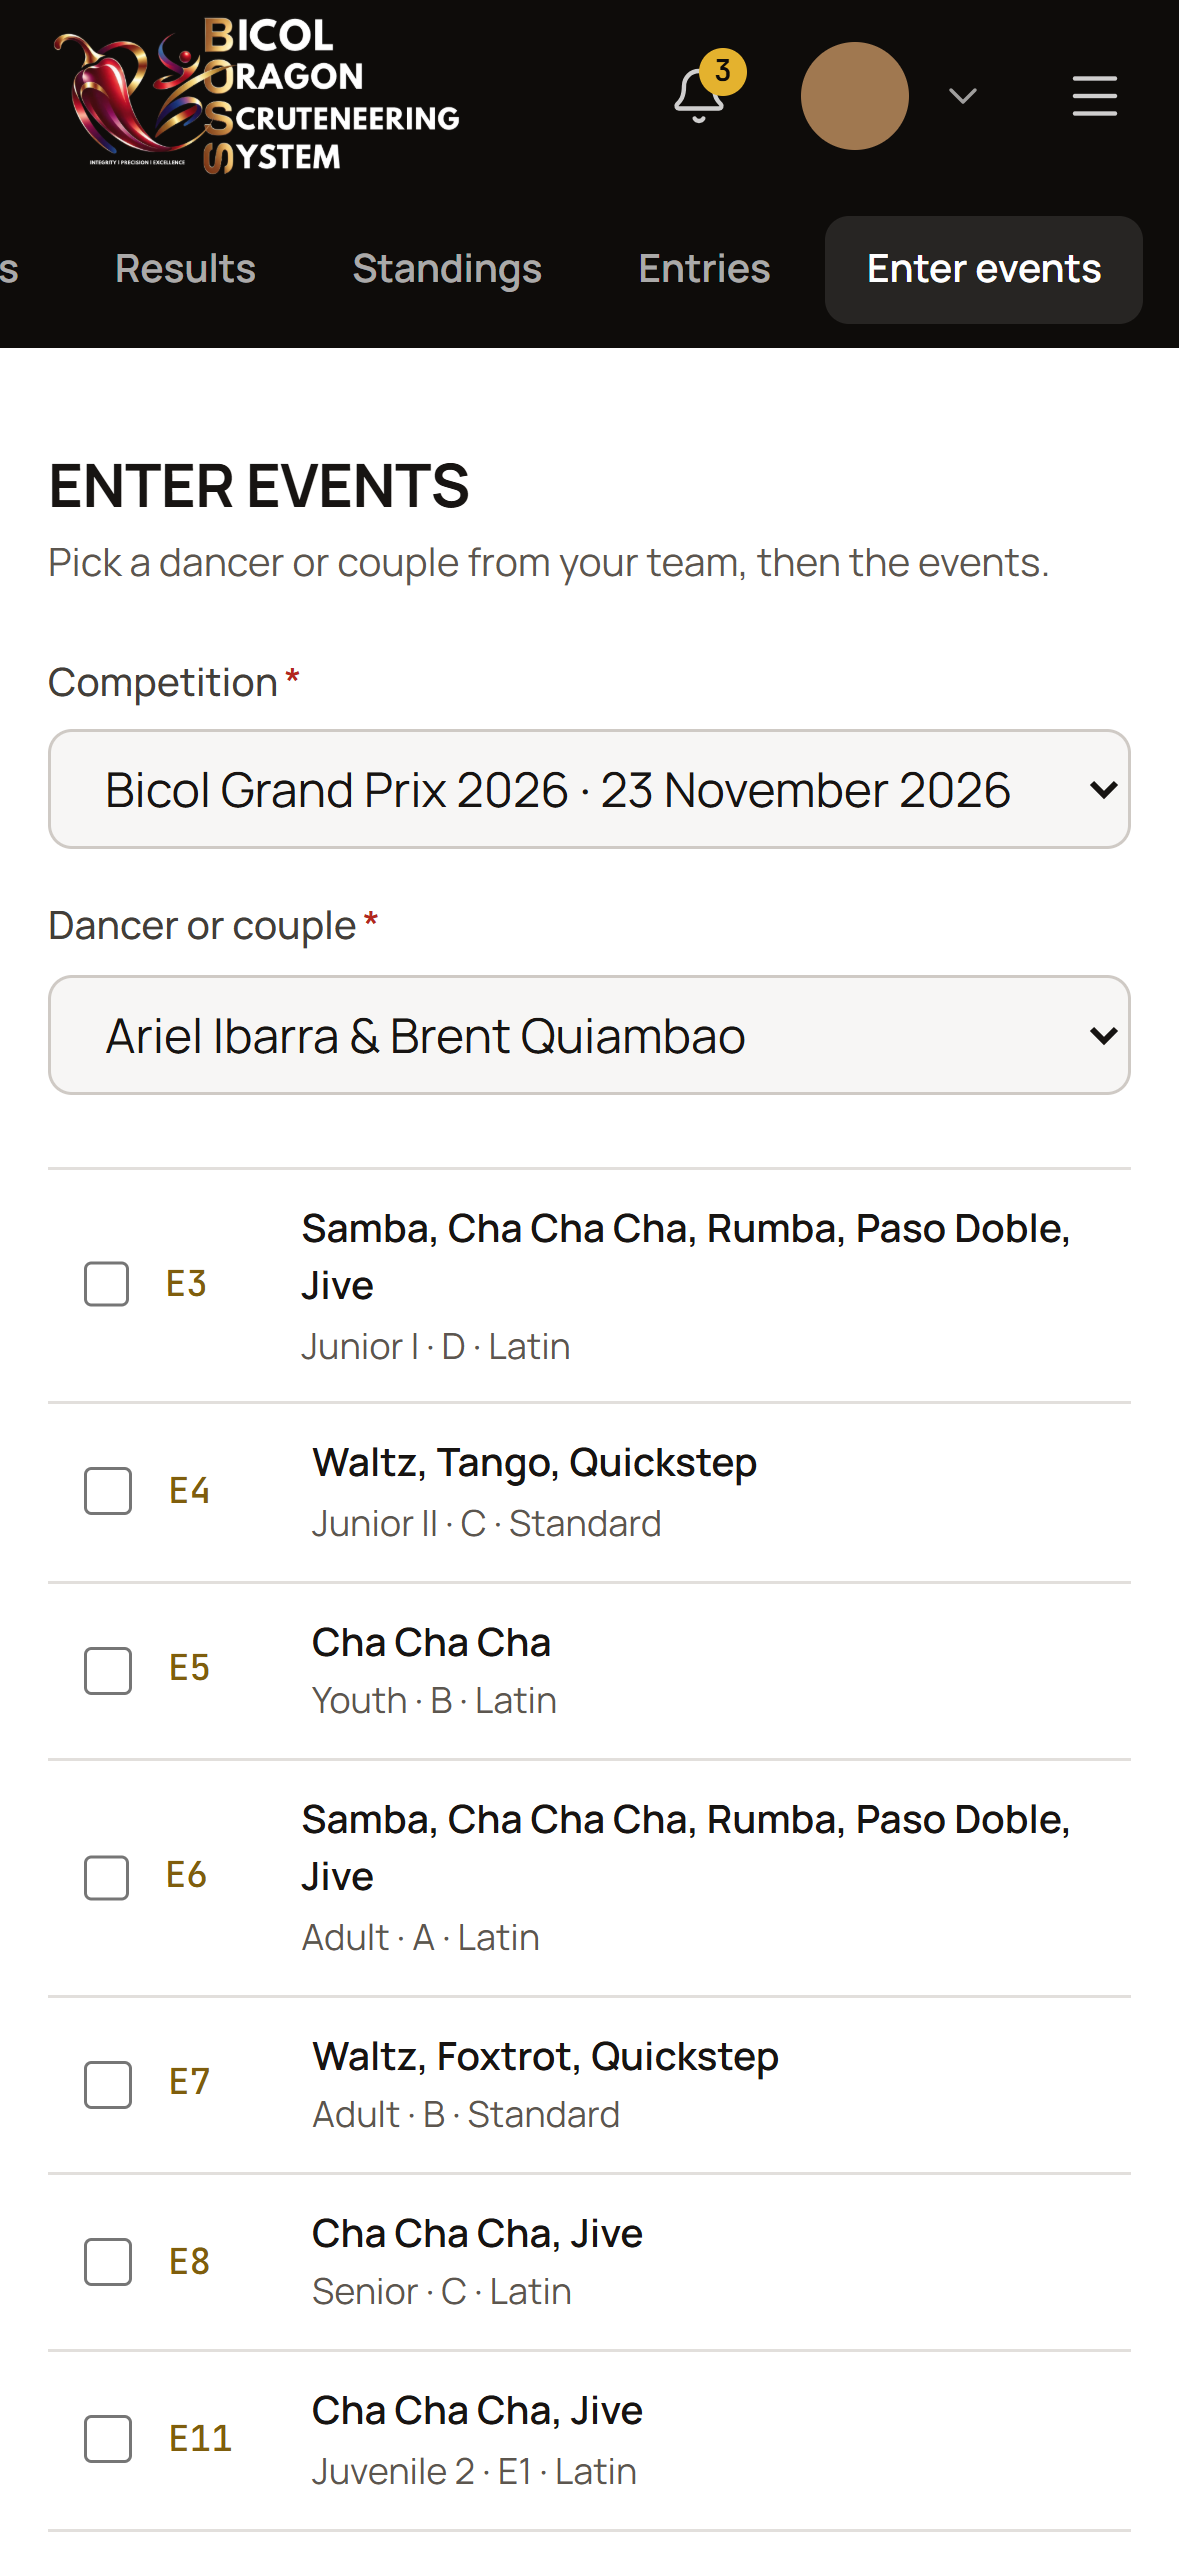 BICOL
ORAGON
SCRUTENEERING
SYSTEM
INTEGRITY | PRECISION | EXCELLENCE
3
s Results Standings Entries Enter events
ENTER EVENTS
Pick a dancer or couple from your team, then the events.
Competition *
Bicol Grand Prix 2026 · 23 November 2026
Dancer or couple *
Ariel Ibarra & Brent Quiambao
E3
Samba, Cha Cha Cha, Rumba, Paso Doble,
Jive
Junior I · D · Latin
E4
Waltz, Tango, Quickstep
Junior II · C · Standard
E5
Cha Cha Cha
Youth · B · Latin
E6
Samba, Cha Cha Cha, Rumba, Paso Doble,
Jive
Adult · A · Latin
E7
Waltz, Foxtrot, Quickstep
Adult · B · Standard
E8
Cha Cha Cha, Jive
Senior · C · Latin
E11
Cha Cha Cha, Jive
Juvenile 2 · E1 · Latin